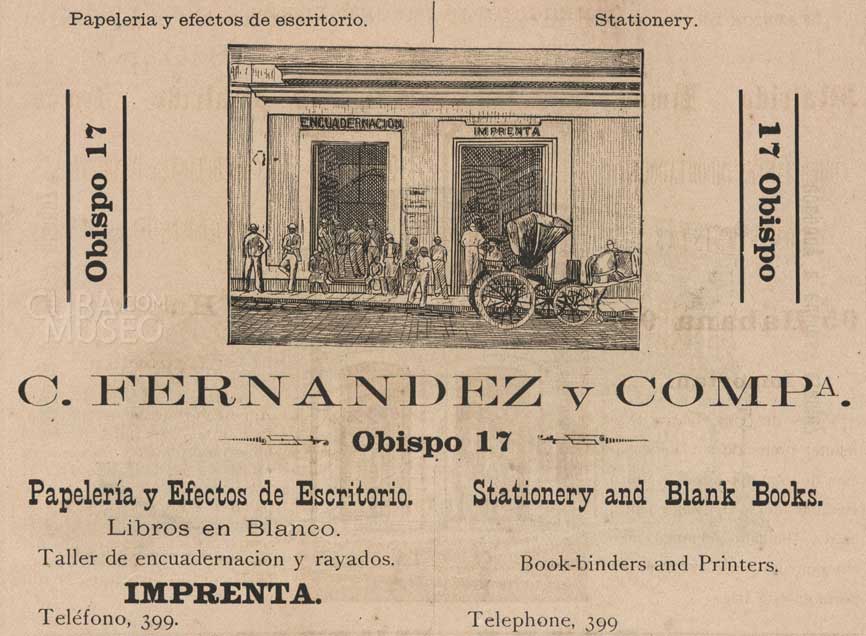 Papeleria y efectos de escritorio.
Stationery.
Obispo 17
ENCUADERNACION
IMPRENTA
17 Obispo
CUBA MUSEO.COM
C. FERNANDEZ y COMPA.
Obispo 17
Papelería y Efectos de Escritorio.
Stationery and Blank Books.
Libros en Blanco.
Taller de encuadernacion y rayados.
Book-binders and Printers,
IMPRENTA.
Teléfono, 399.
Telephone, 399